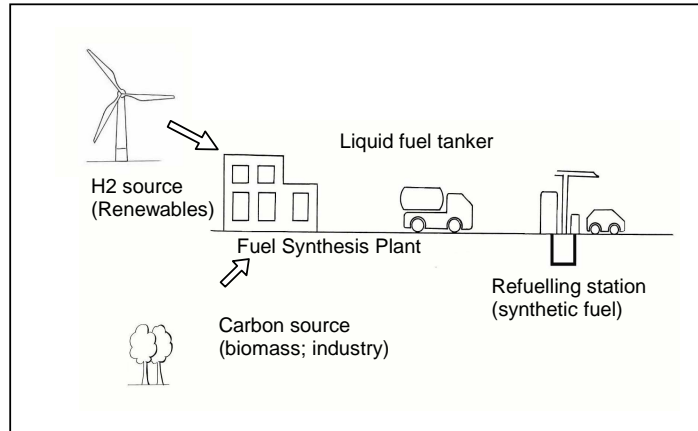 Liquid fuel tanker
H2 source
(Renewables)
Fuel Synthesis Plant
Refuelling station
(synthetic fuel)
Carbon source
(biomass; industry)